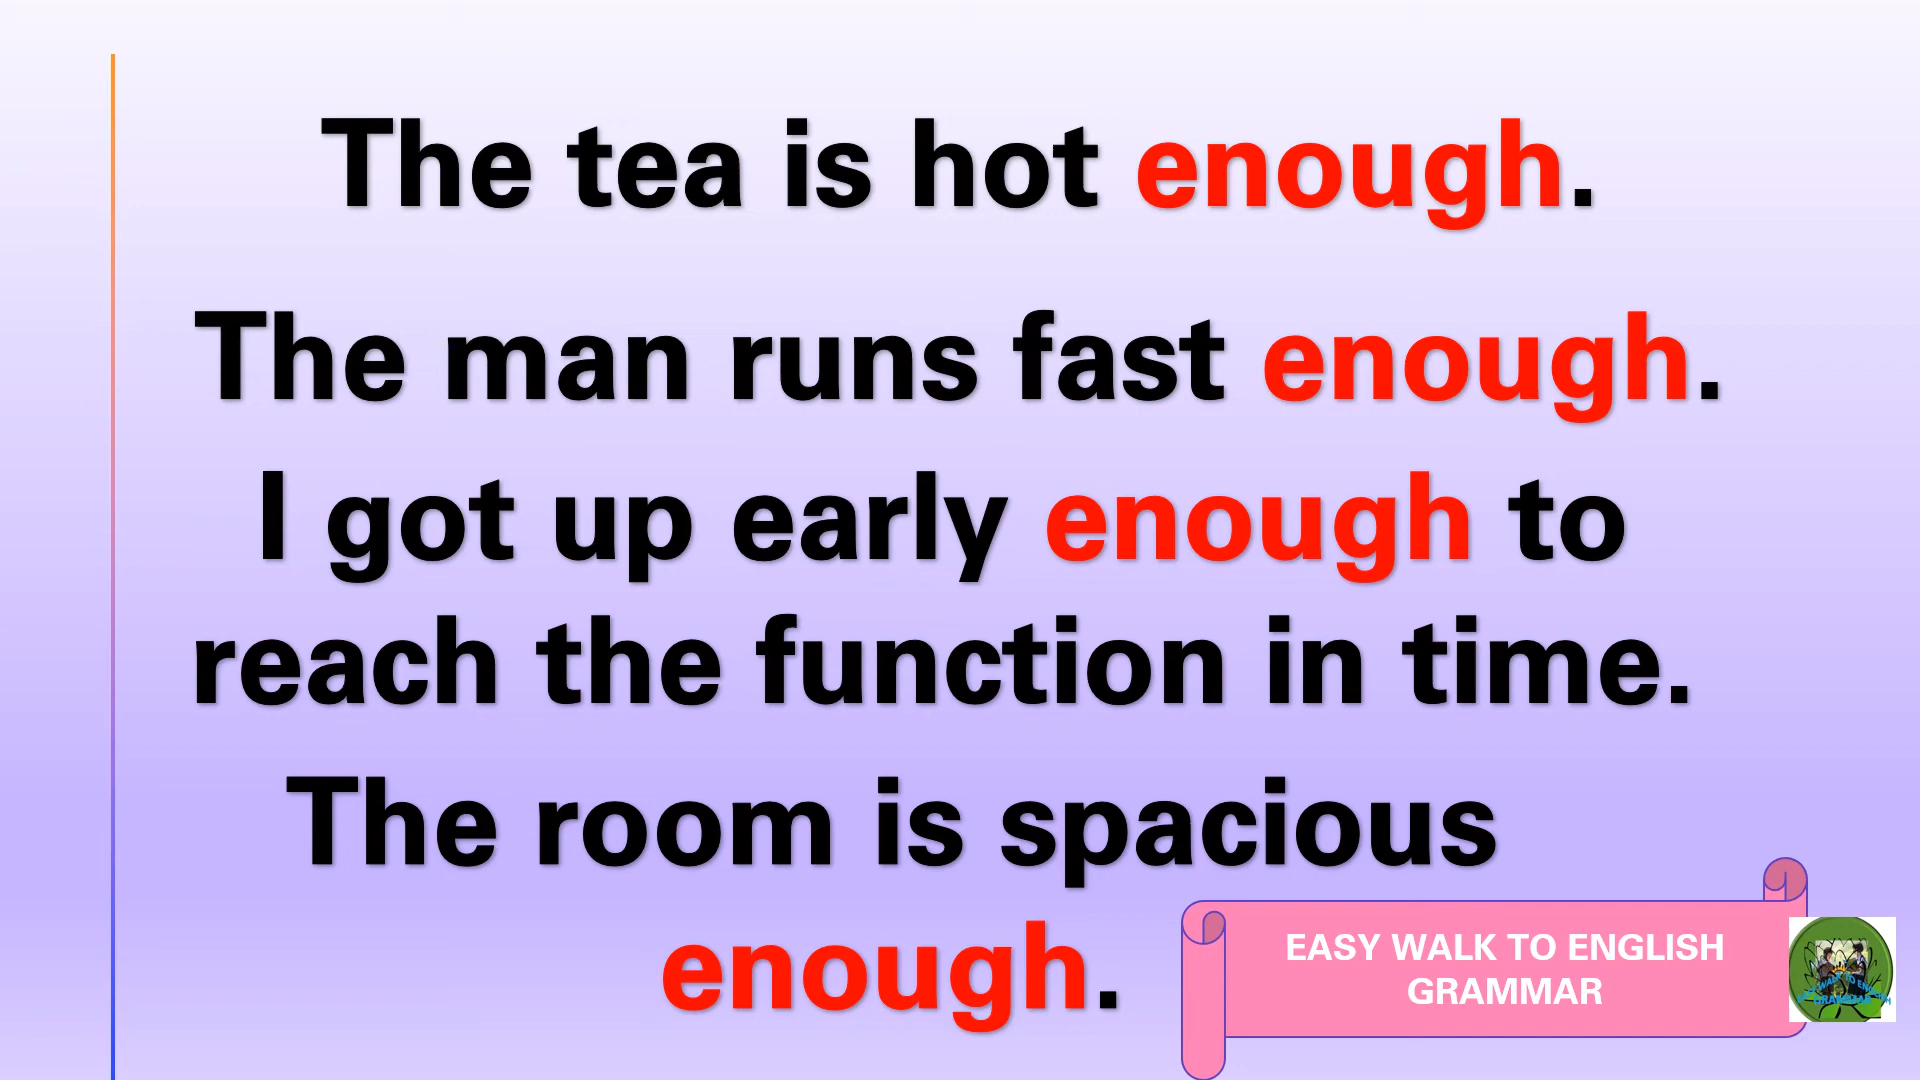 The tea is hot enough.
The man runs fast enough.
I got up early enough to
reach the function in time.
The room is spacious
enough.
EASY WALK TO ENGLISH
GRAMMAR